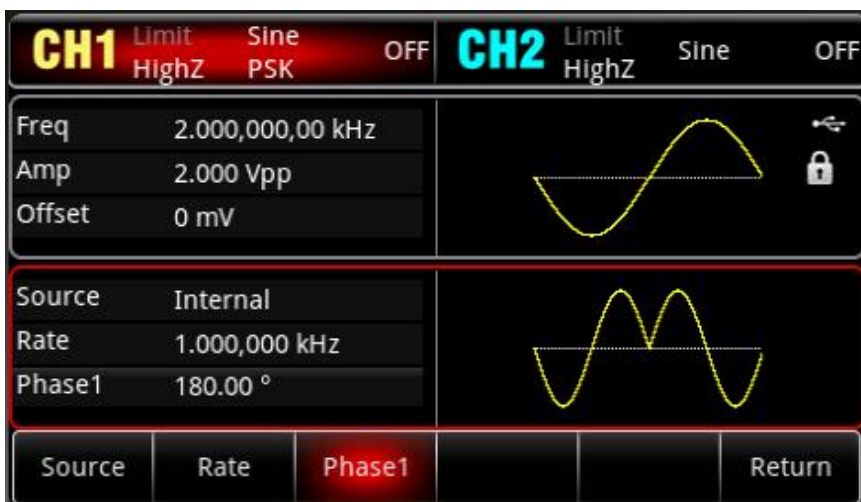 CH1 Limit Sine OFF CH2 Limit Sine OFF
HighZ PSK HighZ
Freq 2.000,000,00 kHz
Amp 2.000 Vpp
Offset 0 mV
Source Internal
Rate 1.000,000 kHz
Phase1 180.00 °
Source Rate Phase1 Return